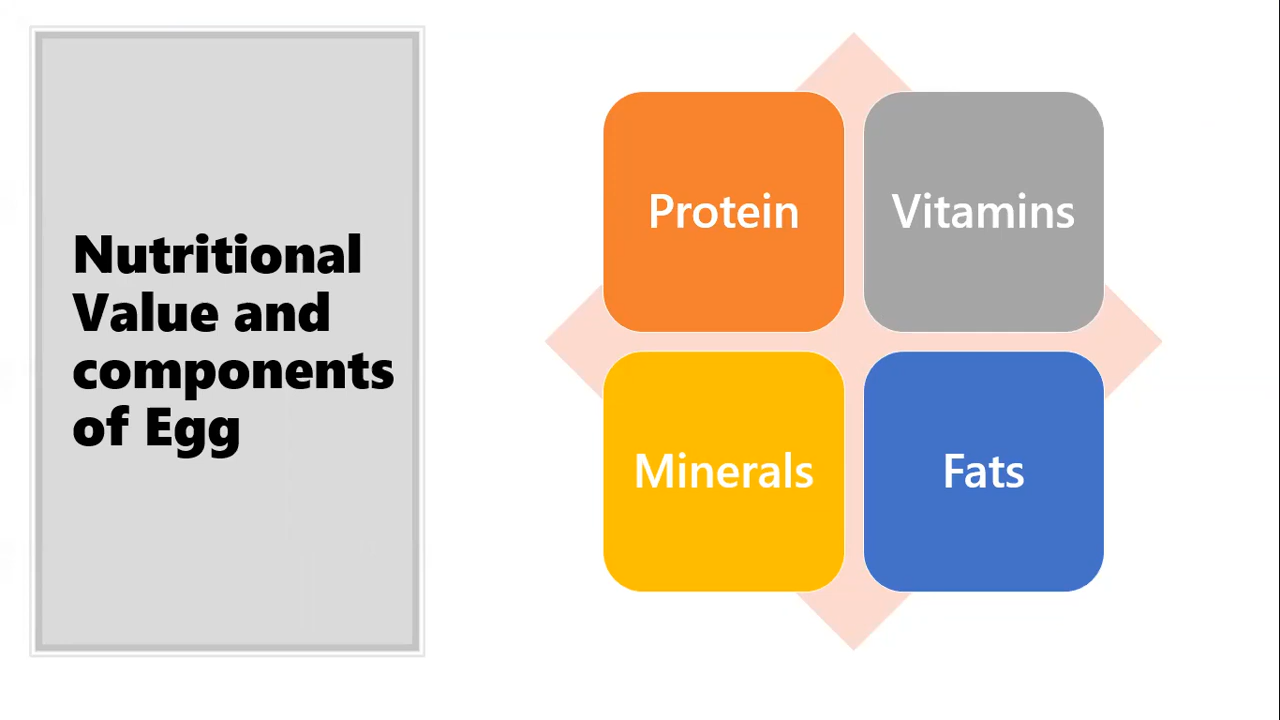 Nutritional
Value and
components
of Egg
Protein
Vitamins
Minerals
Fats